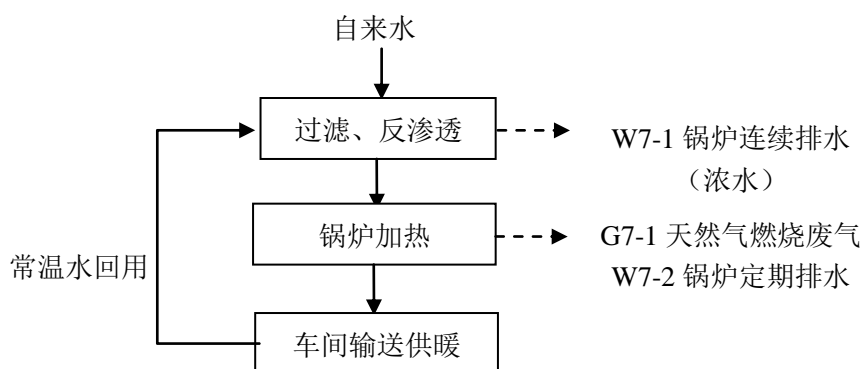 自来水
过滤、反渗透
W7-1 锅炉连续排水
（浓水）
锅炉加热
G7-1 天然气燃烧废气
W7-2 锅炉定期排水
常温水回用
车间输送供暖